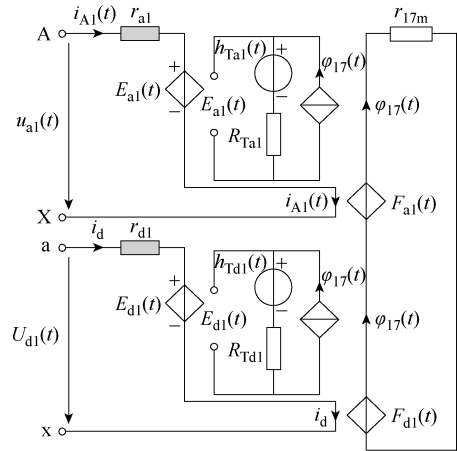 A i_A1(t) r_a1 r_17m
+ h_Ta1(t) + φ_17(t)
E_a1(t) E_a1(t) φ_17(t)
− −
u_a1(t) R_Ta1
i_A1(t) F_a1(t)
X
a i_d r_d1
+ h_Td1(t) + φ_17(t)
E_d1(t) E_d1(t) φ_17(t)
− −
U_d1(t) R_Td1
i_d F_d1(t)
x